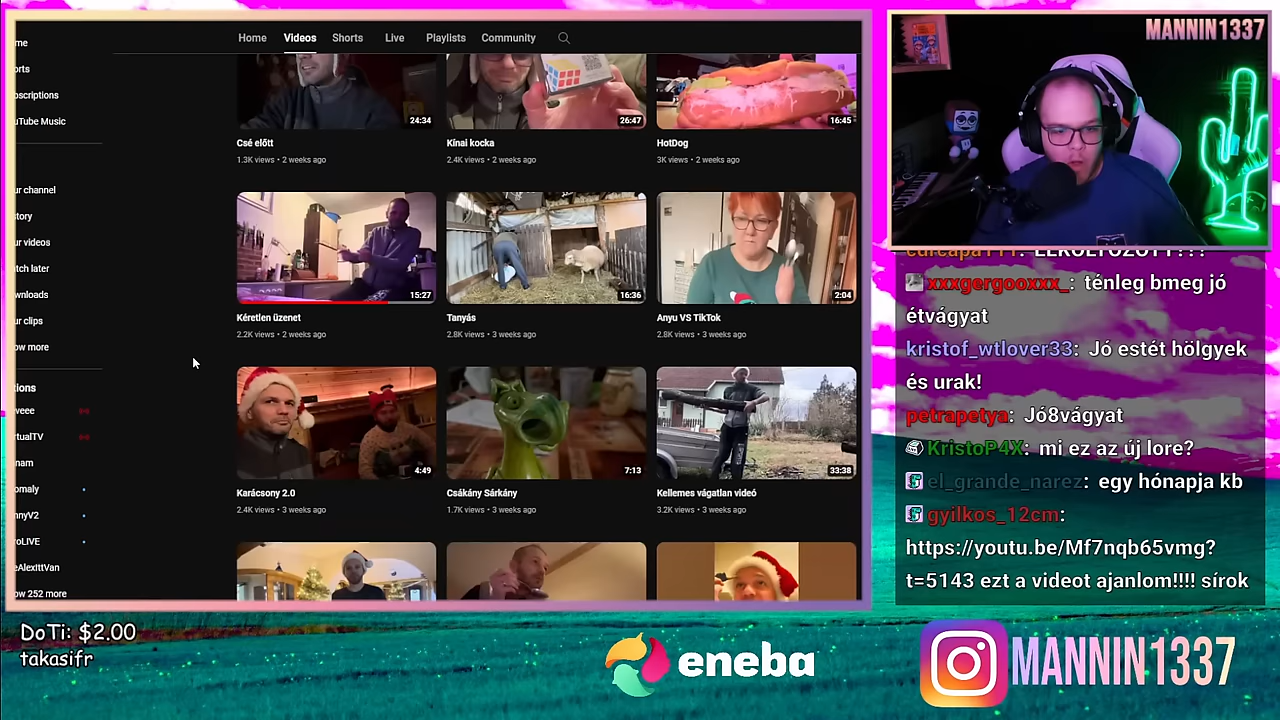 me
orts
bscriptions
uTube Music
ur channel
tory
ur videos
tch later
wnloads
ur clips
ow more
tions
veee
tualTV
nam
omaly
nnyV2
oLIVE
eAlexIttVan
ow 252 more
Home Videos Shorts Live Playlists Community
24:34
26:47
16:45
Csé előtt
1.3K views • 2 weeks ago
Kínai kocka
2.4K views • 2 weeks ago
HotDog
3K views • 2 weeks ago
15:27
16:36
2:04
Kéretlen üzenet
2.2K views • 2 weeks ago
Tanyás
2.8K views • 3 weeks ago
Anyu VS TikTok
2.8K views • 3 weeks ago
4:49
7:13
33:38
Karácsony 2.0
2.4K views • 3 weeks ago
Csákány Sárkány
1.7K views • 3 weeks ago
Kellemes vágatlan videó
3.2K views • 3 weeks ago
MANNIN1337
xxxgergooxxx_: ténleg bmeg jó
étvágyat
kristof_wtlover33: Jó estét hölgyek
és urak!
petrapetya: Jó8vágyat
KristoP4X: mi ez az új lore?
el_grande_narez: egy hónapja kb
gyilkos_12cm:
https://youtu.be/Mf7nqb65vmg?
t=5143 ezt a videot ajanlom!!!! sírok
DoTi: $2.00
takasifr
eneba
MANNIN1337